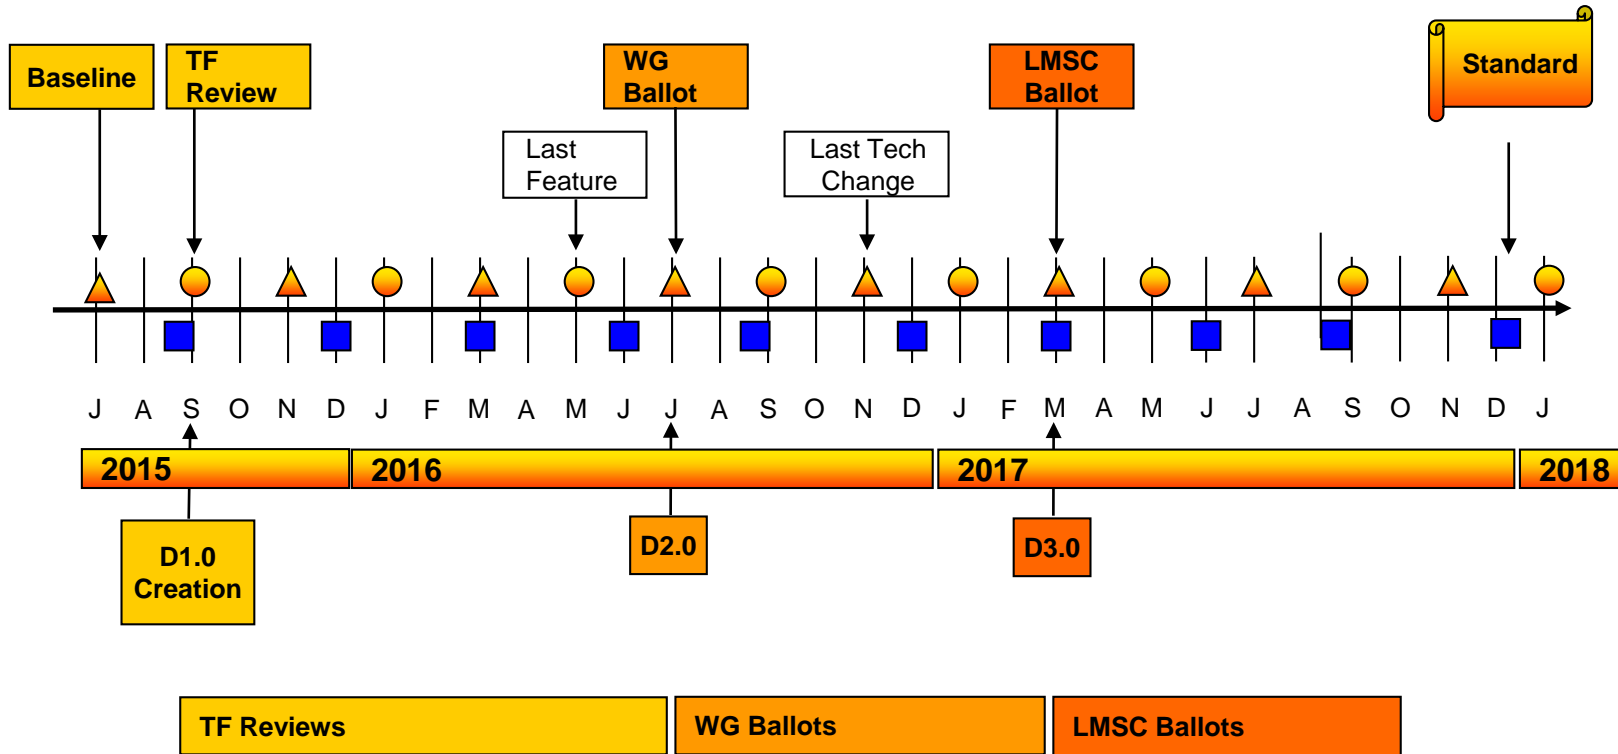 Baseline
TF
Review
WG
Ballot
LMSC
Ballot
Standard
Last
Feature
Last Tech
Change
J A S O N D J F M A M J J A S O N D J F M A M J J A S O N D J
2015 2016 2017 2018
D1.0
Creation
D2.0
D3.0
TF Reviews WG Ballots LMSC Ballots